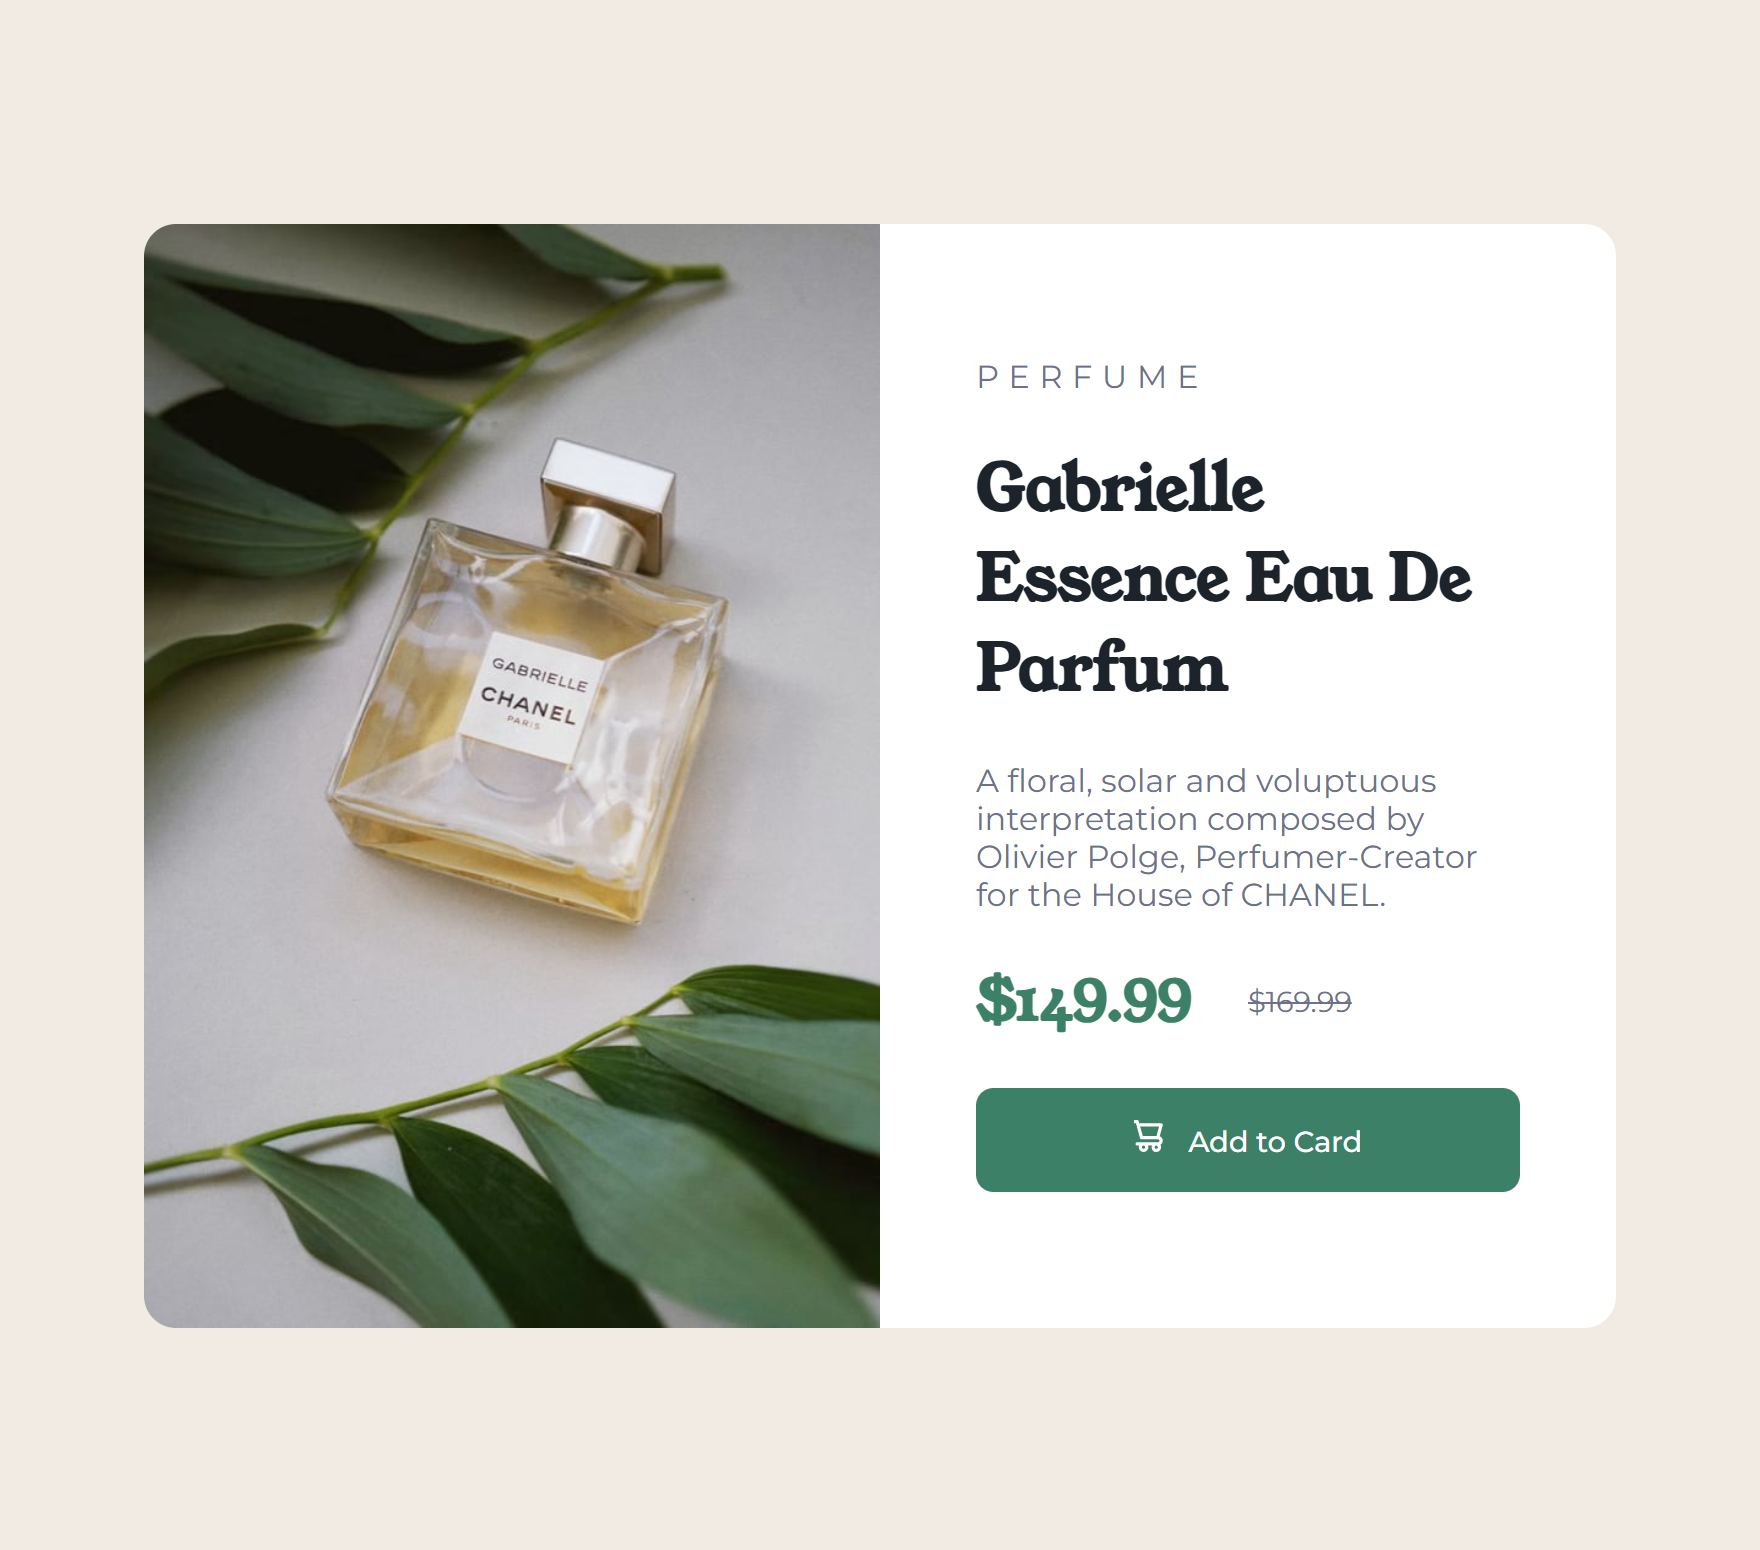 GABRIELLE
CHANEL
PARIS
PERFUME
Gabrielle
Essence Eau De
Parfum
A floral, solar and voluptuous
interpretation composed by
Olivier Polge, Perfumer-Creator
for the House of CHANEL.
$149.99 $169.99
Add to Card